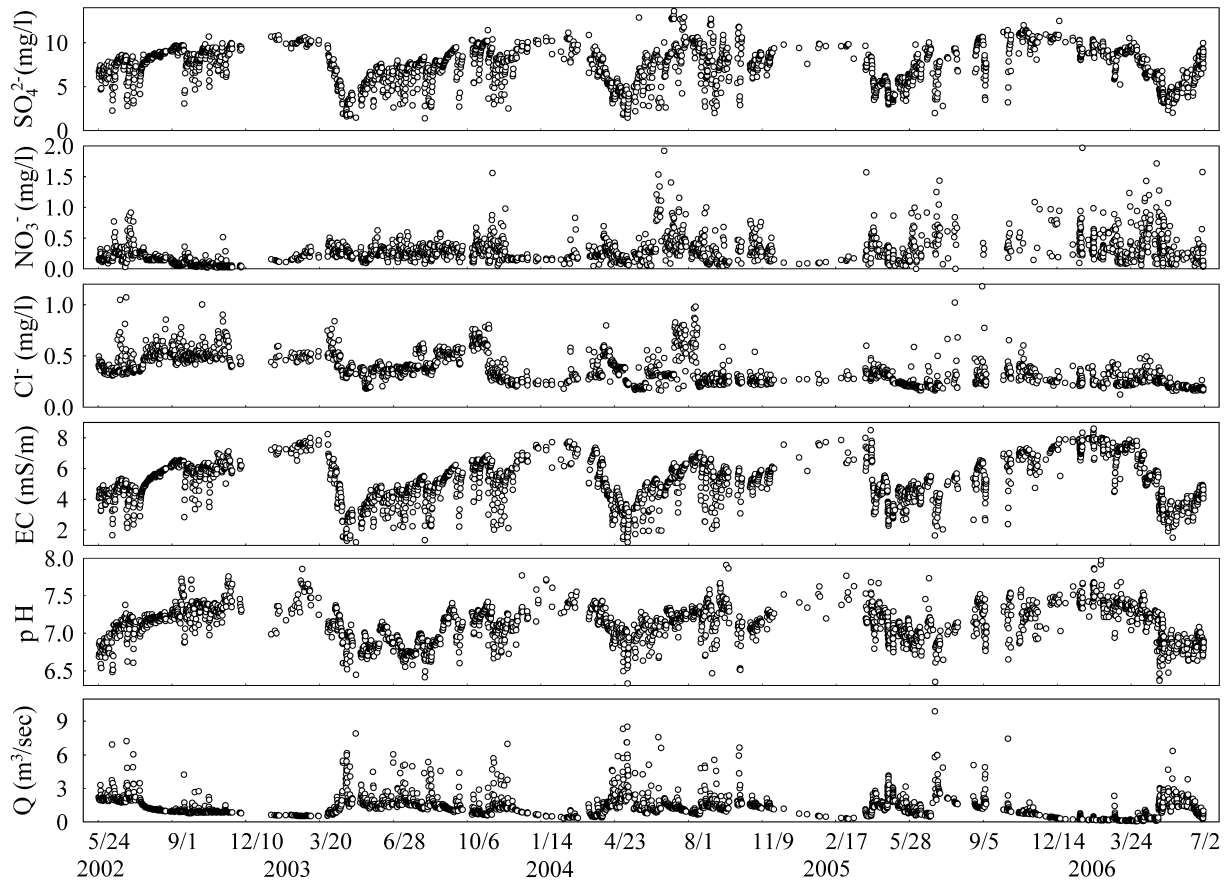 SO₄²⁻ (mg/l)
10
5
0
NO₃⁻ (mg/l)
2.0
1.5
1.0
0.5
0.0
Cl⁻ (mg/l)
1.0
0.5
0.0
EC (mS/m)
8
6
4
2
pH
8.0
7.5
7.0
6.5
Q (m³/sec)
9
6
3
0
5/24 9/1 12/10 3/20 6/28 10/6 1/14 4/23 8/1 11/9 2/17 5/28 9/5 12/14 3/24 7/2
2002 2003 2004 2005 2006